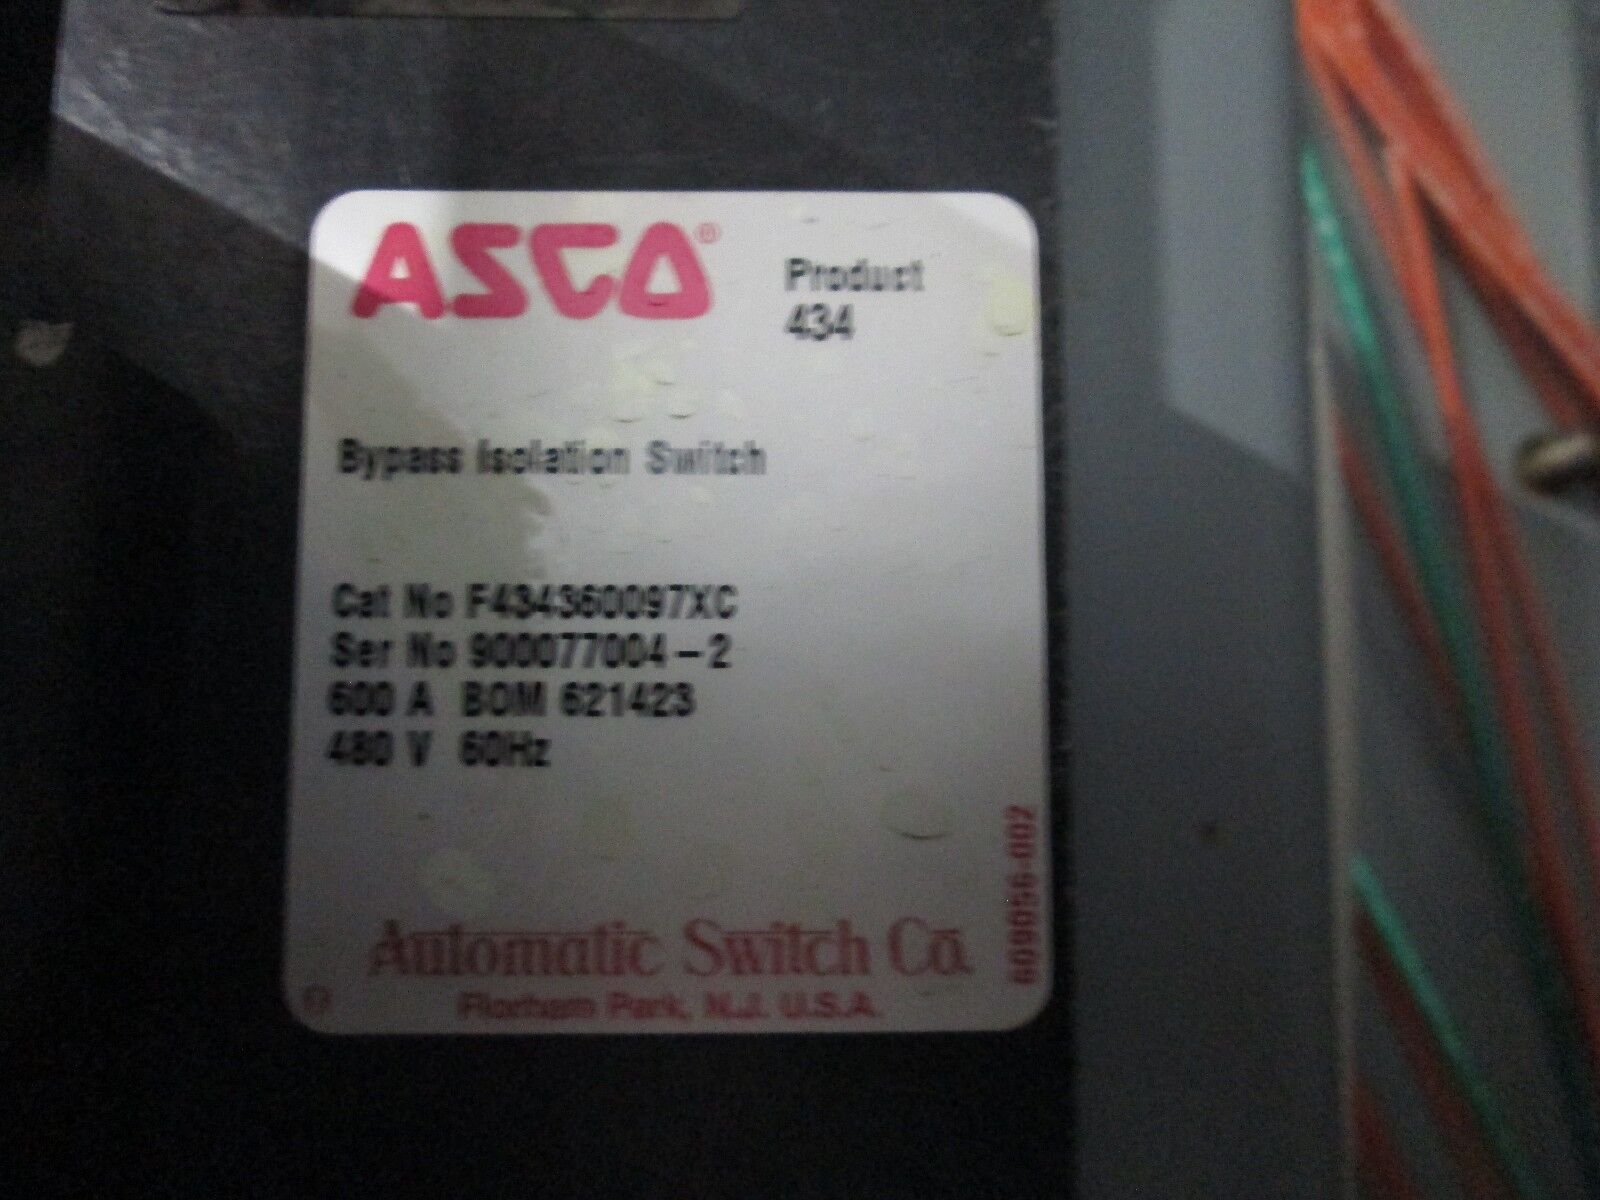 ASCO®
Product
434
Bypass Isolation Switch
Cat No F434360097XC
Ser No 900077004-2
600 A BOM 621423
480 V 60Hz
609056-002
Automatic Switch Co.
Florham Park, N.J. U.S.A.